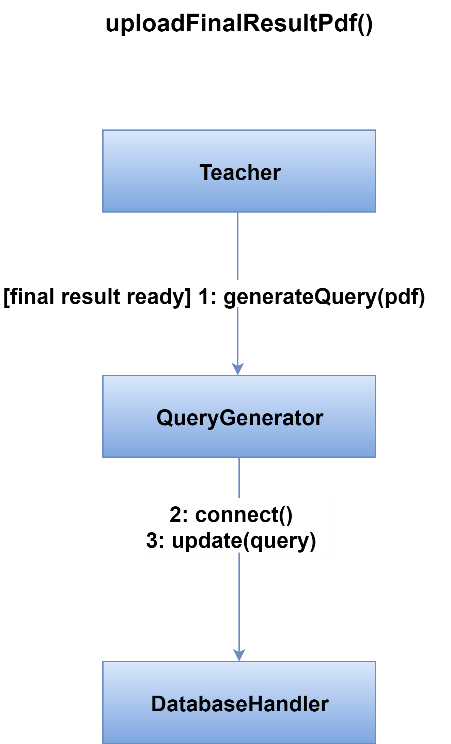 uploadFinalResultPdf()
Teacher
[final result ready] 1: generateQuery(pdf)
QueryGenerator
2: connect()
3: update(query)
DatabaseHandler